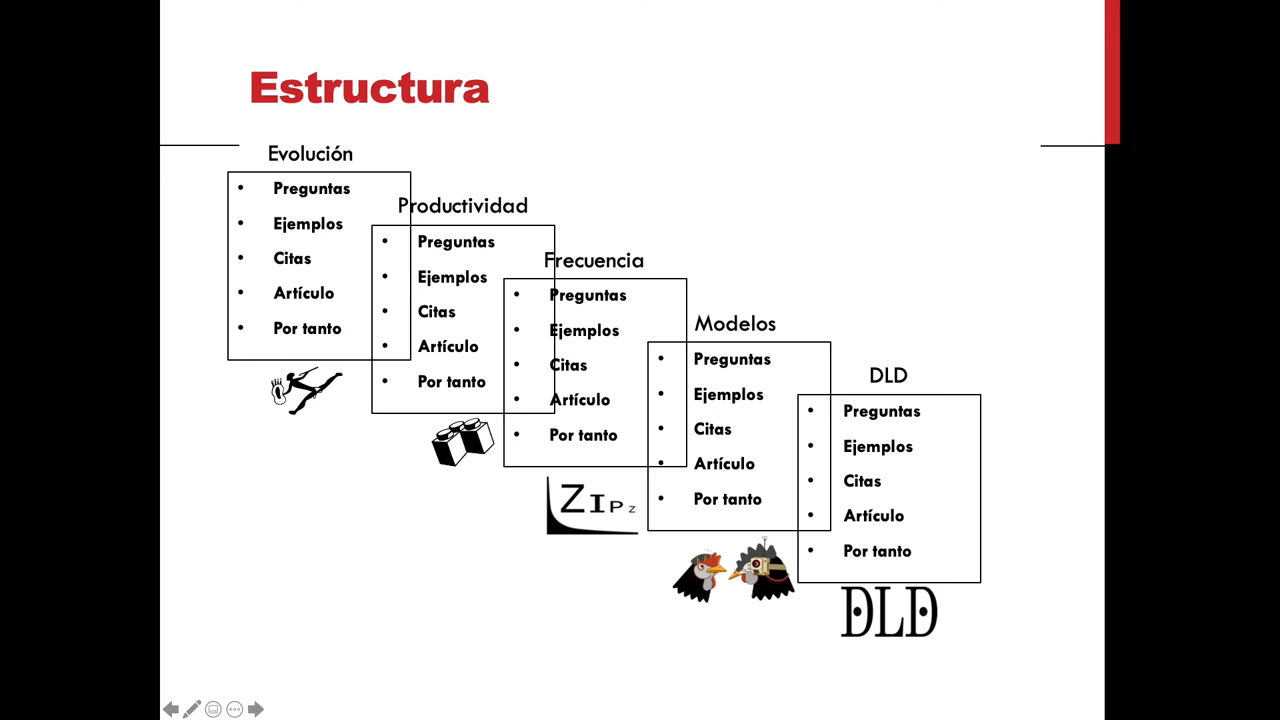 Estructura
Evolución
• Preguntas
• Ejemplos
• Citas
• Artículo
• Por tanto
Productividad
• Preguntas
• Ejemplos
• Citas
• Artículo
• Por tanto
Frecuencia
• Preguntas
• Ejemplos
• Citas
• Artículo
• Por tanto
ZIPz
Modelos
• Preguntas
• Ejemplos
• Citas
• Artículo
• Por tanto
DLD
• Preguntas
• Ejemplos
• Citas
• Artículo
• Por tanto
DLD